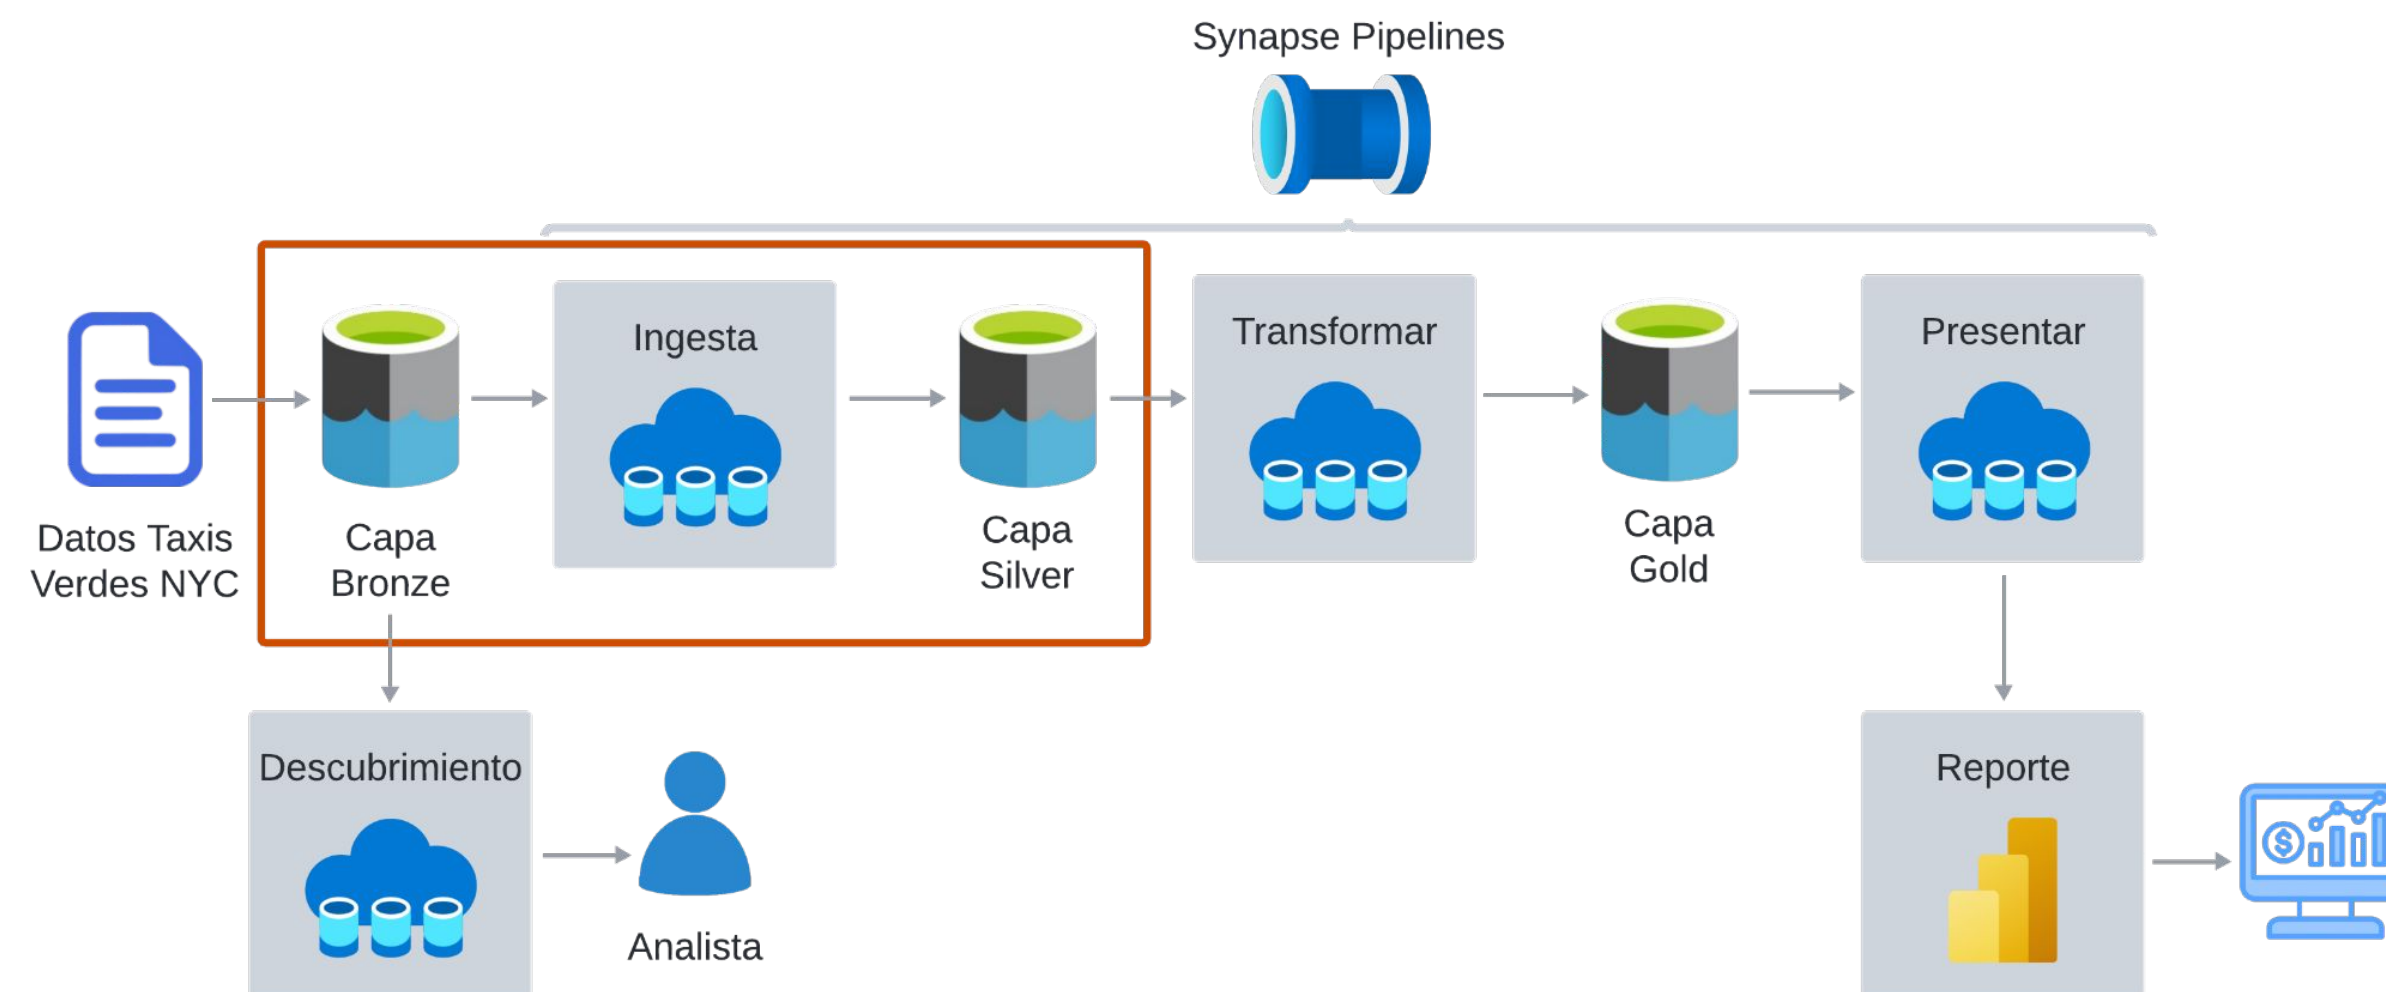 Synapse Pipelines
Datos Taxis
Verdes NYC
Capa
Bronze
Ingesta
Capa
Silver
Transformar
Capa
Gold
Presentar
Descubrimiento
Analista
Reporte
$